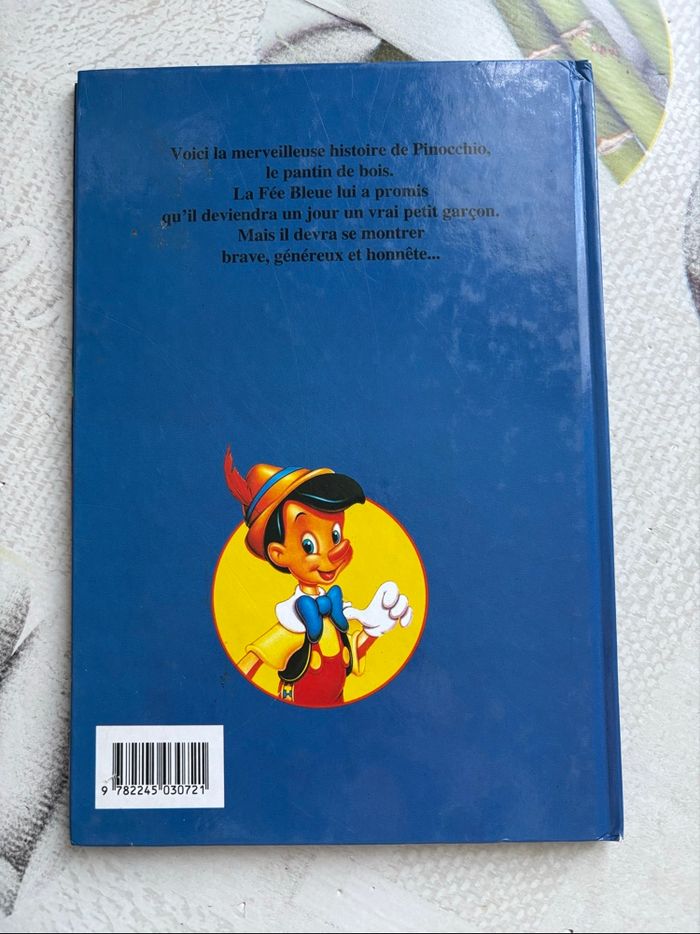 Voici la merveilleuse histoire de Pinocchio,
le pantin de bois.
La Fée Bleue lui a promis
qu'il deviendra un jour un vrai petit garçon.
Mais il devra se montrer
brave, généreux et honnête...
9 782245 030721